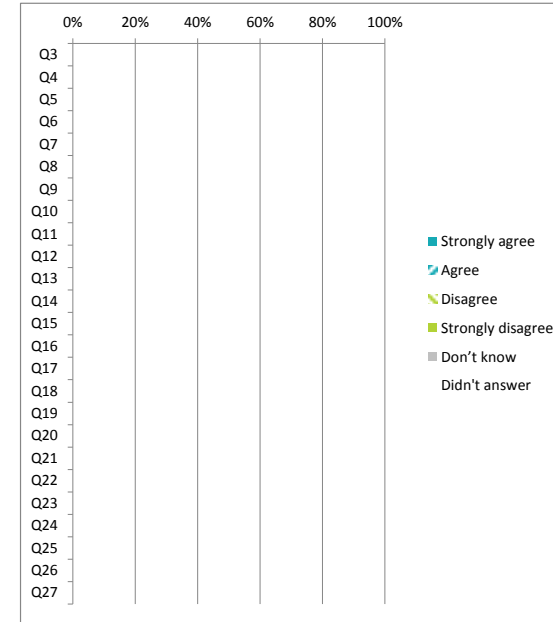 0% 20% 40% 60% 80% 100%
Q3
Q4
Q5
Q6
Q7
Q8
Q9
Q10
Q11
Q12
Q13
Q14
Q15
Q16
Q17
Q18
Q19
Q20
Q21
Q22
Q23
Q24
Q25
Q26
Q27
Strongly agree
Agree
Disagree
Strongly disagree
Don’t know
Didn't answer